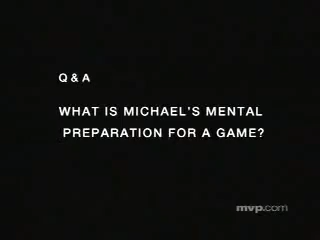 Q & A
WHAT IS MICHAEL'S MENTAL
PREPARATION FOR A GAME?
mvp.com